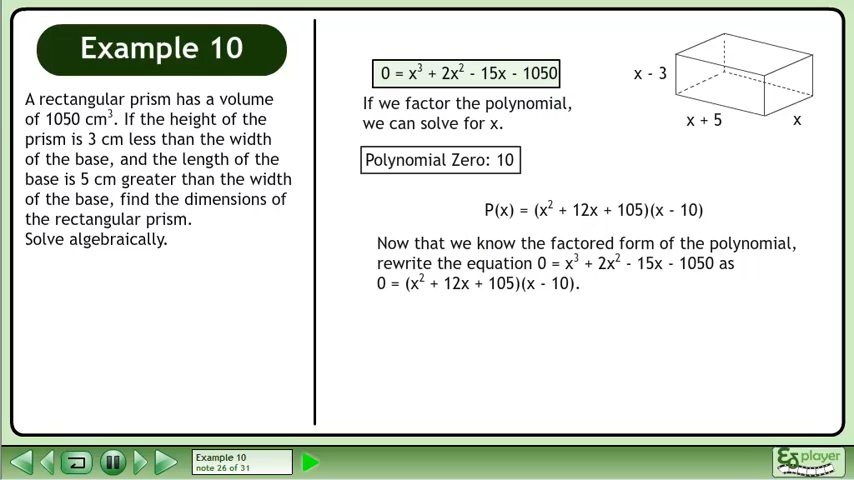 Example 10
A rectangular prism has a volume
of 1050 cm³. If the height of the
prism is 3 cm less than the width
of the base, and the length of the
base is 5 cm greater than the width
of the base, find the dimensions of
the rectangular prism.
Solve algebraically.
0 = x³ + 2x² - 15x - 1050
If we factor the polynomial,
we can solve for x.
x - 3
x + 5
x
Polynomial Zero: 10
P(x) = (x² + 12x + 105)(x - 10)
Now that we know the factored form of the polynomial,
rewrite the equation 0 = x³ + 2x² - 15x - 1050 as
0 = (x² + 12x + 105)(x - 10).
Example 10
note 26 of 31
player